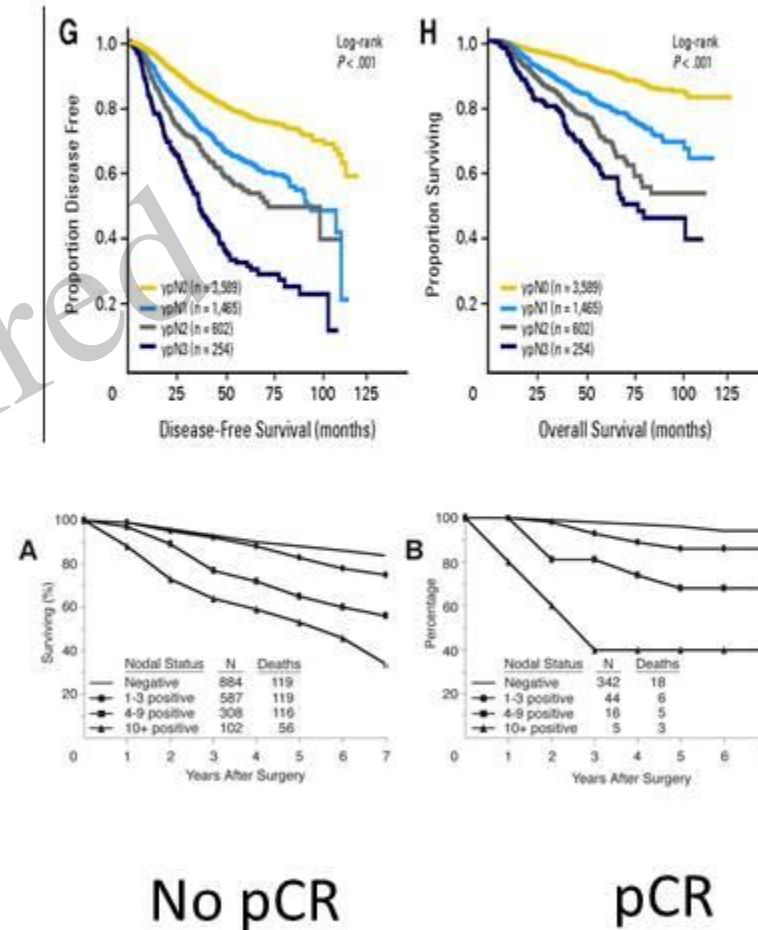 G
Log-rank
P < .001
1.0
0.8
0.6
0.4
0.2
Proportion Disease Free
ypN0 (n = 3,589)
ypN1 (n = 1,465)
ypN2 (n = 602)
ypN3 (n = 254)
0 25 50 75 100 125
Disease-Free Survival (months)
H
Log-rank
P < .001
1.0
0.8
0.6
0.4
0.2
Proportion Surviving
ypN0 (n = 3,589)
ypN1 (n = 1,465)
ypN2 (n = 602)
ypN3 (n = 254)
0 25 50 75 100 125
Overall Survival (months)
A
100
80
60
40
20
Surviving (%)
Nodal Status N Deaths
Negative 884 119
1-3 positive 587 119
4-9 positive 308 116
10+ positive 102 56
0 1 2 3 4 5 6 7
Years After Surgery
B
100
80
60
40
20
Percentage
Nodal Status N Deaths
Negative 342 18
1-3 positive 44 6
4-9 positive 16 5
10+ positive 5 3
0 1 2 3 4 5 6
Years After Surgery
No pCR
pCR